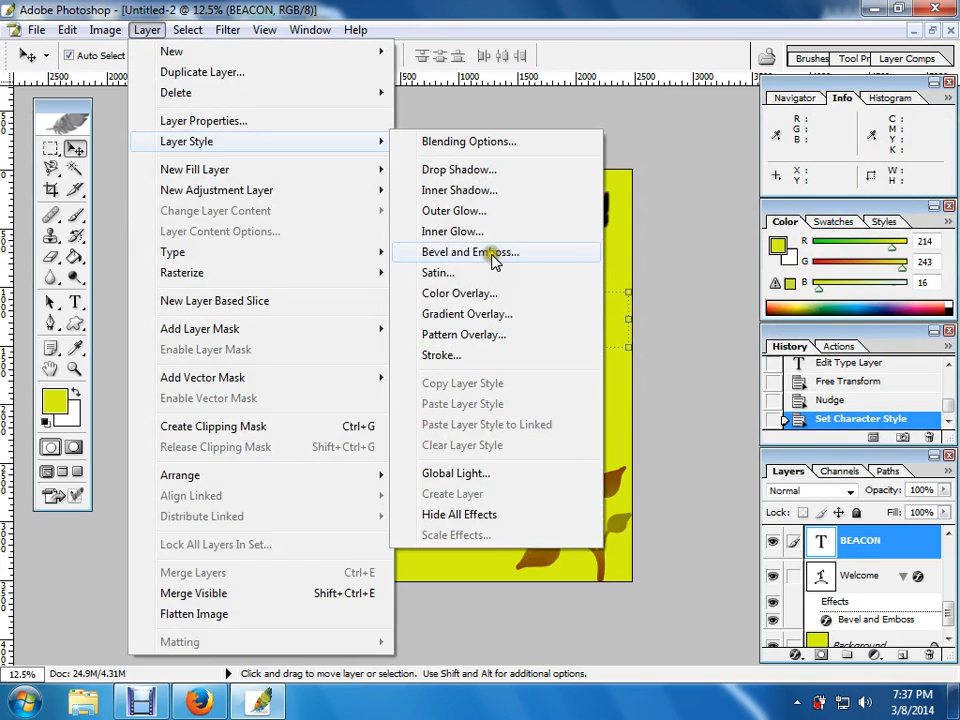 Adobe Photoshop - [Untitled-2 @ 12.5% (BEACON, RGB/8)]
File Edit Image Layer Select Filter View Window Help
Auto Select
Brushes Tool Pr Layer Comps
2500 2000 500 1000 1500 2000 2500 3000
New
Duplicate Layer...
Delete
Layer Properties...
Layer Style
New Fill Layer
New Adjustment Layer
Change Layer Content
Layer Content Options...
Type
Rasterize
New Layer Based Slice
Add Layer Mask
Enable Layer Mask
Add Vector Mask
Enable Vector Mask
Create Clipping Mask Ctrl+G
Release Clipping Mask Shift+Ctrl+G
Arrange
Align Linked
Distribute Linked
Lock All Layers In Set...
Merge Layers Ctrl+E
Merge Visible Shift+Ctrl+E
Flatten Image
Matting
Blending Options...
Drop Shadow...
Inner Shadow...
Outer Glow...
Inner Glow...
Bevel and Emboss...
Satin...
Color Overlay...
Gradient Overlay...
Pattern Overlay...
Stroke...
Copy Layer Style
Paste Layer Style
Paste Layer Style to Linked
Clear Layer Style
Global Light...
Create Layer
Hide All Effects
Scale Effects...
Navigator Info Histogram
R : C :
G : M :
B : Y :
K :
X : W :
Y : H :
Color Swatches Styles
R 214
G 243
B 16
History Actions
Edit Type Layer
Free Transform
Nudge
Set Character Style
Layers Channels Paths
Normal Opacity: 100%
Lock: Fill: 100%
BEACON
Welcome
Effects
Bevel and Emboss
Background
12.5% Doc: 24.9M/4.31M Click and drag to move layer or selection. Use Shift and Alt for additional options.
7:37 PM
3/8/2014